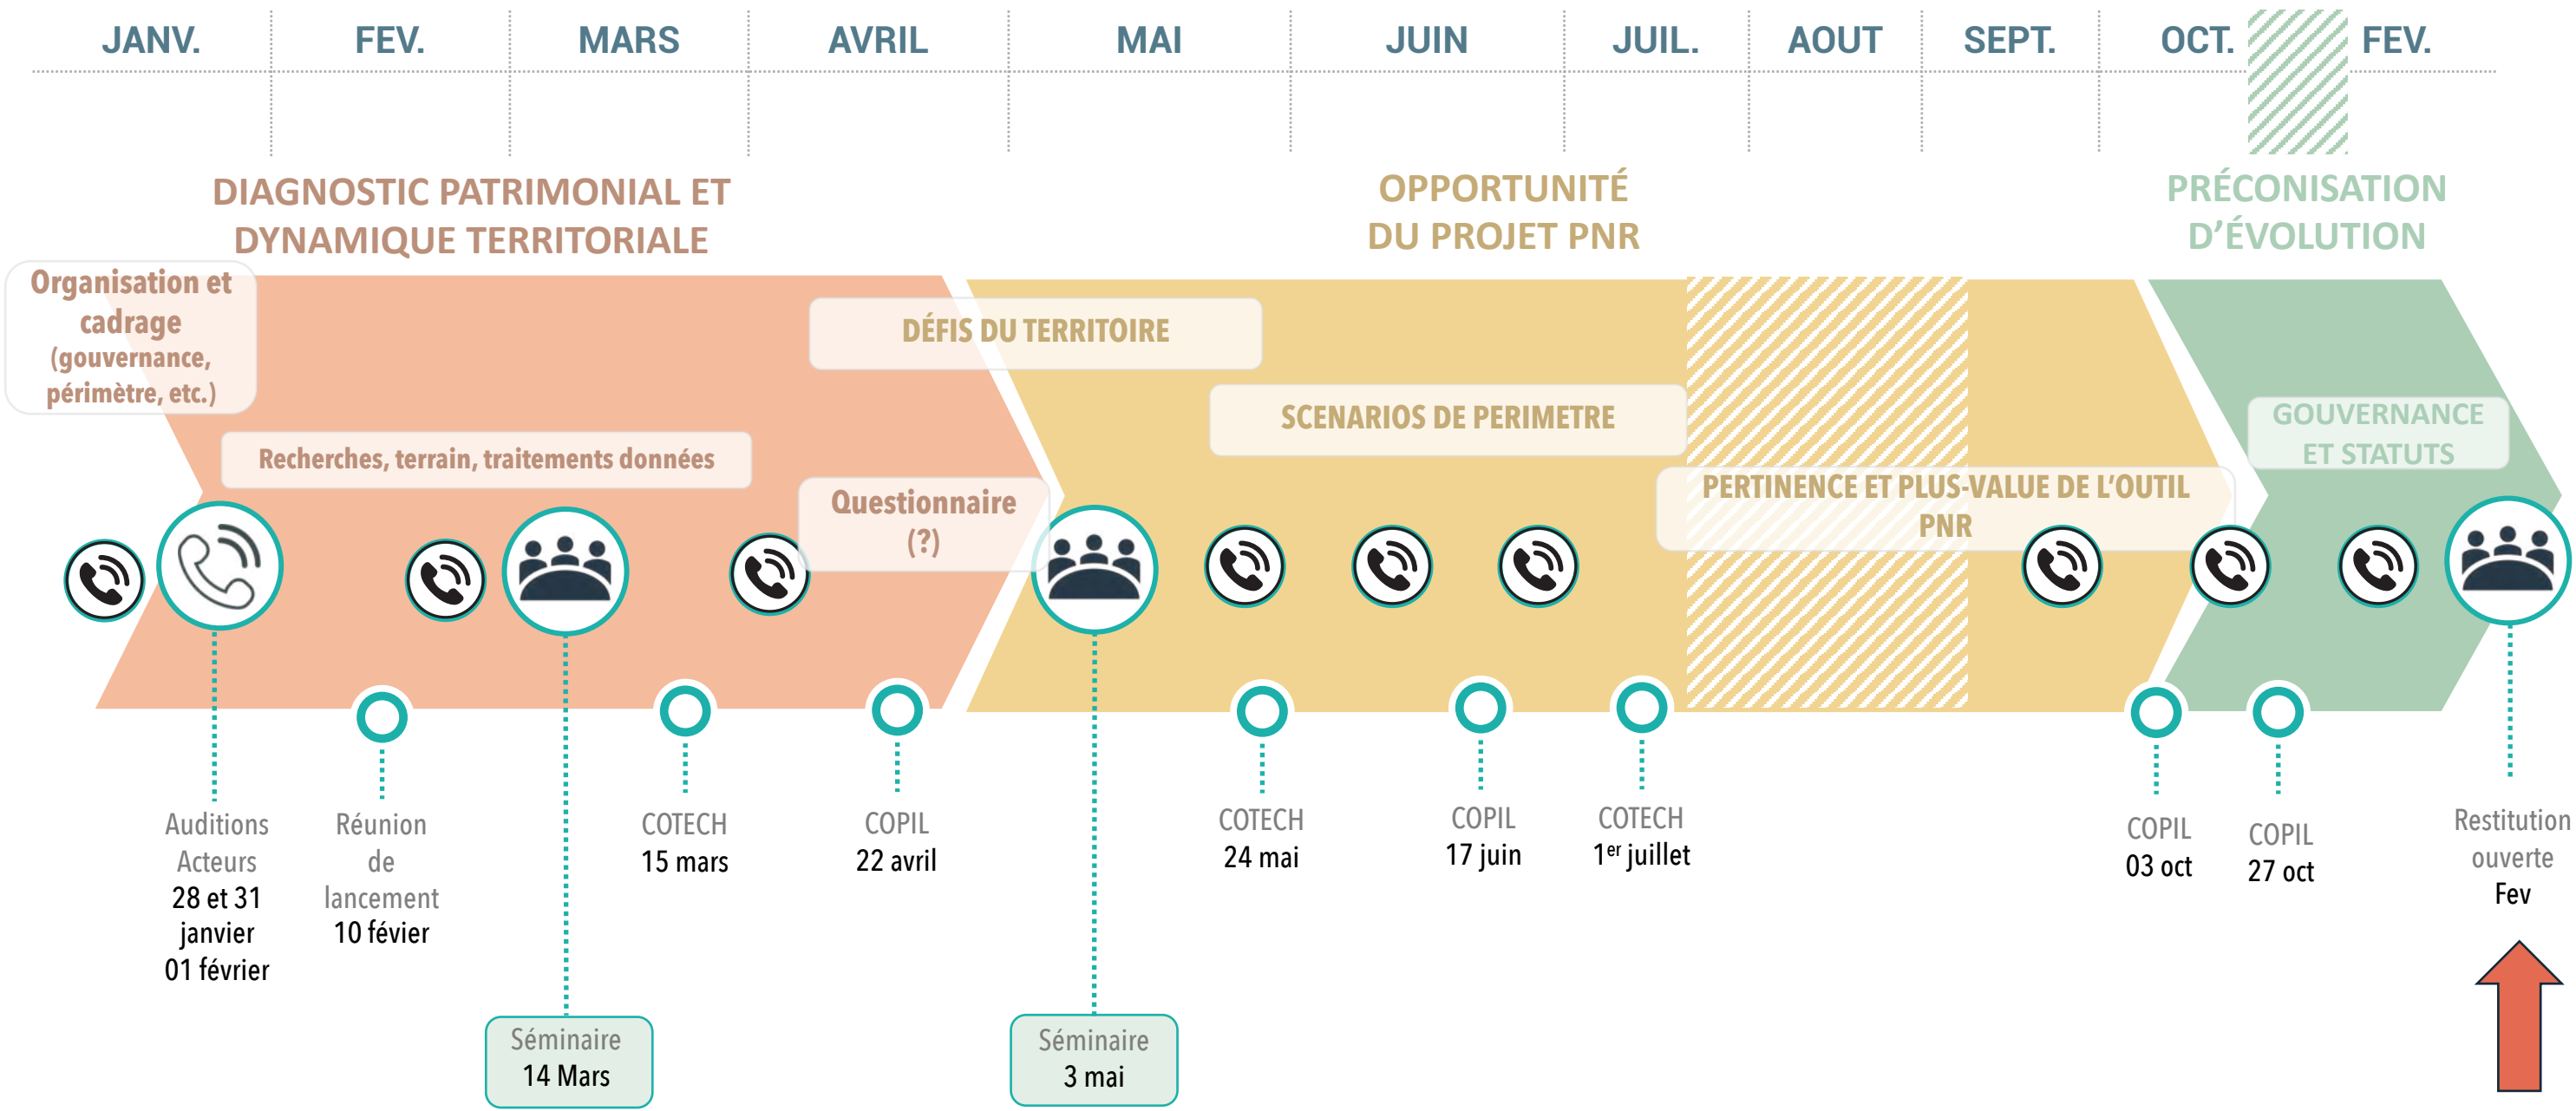 JANV.
FEV.
MARS
AVRIL
MAI
JUIN
JUIL.
AOUT
SEPT.
OCT.
FEV.
DIAGNOSTIC PATRIMONIAL ET
DYNAMIQUE TERRITORIALE
OPPORTUNITÉ
DU PROJET PNR
PRÉCONISATION
D’ÉVOLUTION
Organisation et
cadrage
(gouvernance,
périmètre, etc.)
DÉFIS DU TERRITOIRE
SCENARIOS DE PERIMETRE
GOUVERNANCE
ET STATUTS
Recherches, terrain, traitements données
Questionnaire
(?)
PERTINENCE ET PLUS-VALUE DE L’OUTIL
PNR
Auditions
Acteurs
28 et 31
janvier
01 février
Réunion
de
lancement
10 févier
COTECH
15 mars
COPIL
22 avril
COTECH
24 mai
COPIL
17 juin
COTECH
1er juillet
COPIL
03 oct
COPIL
27 oct
Restitution
ouverte
Fev
Séminaire
14 Mars
Séminaire
3 mai